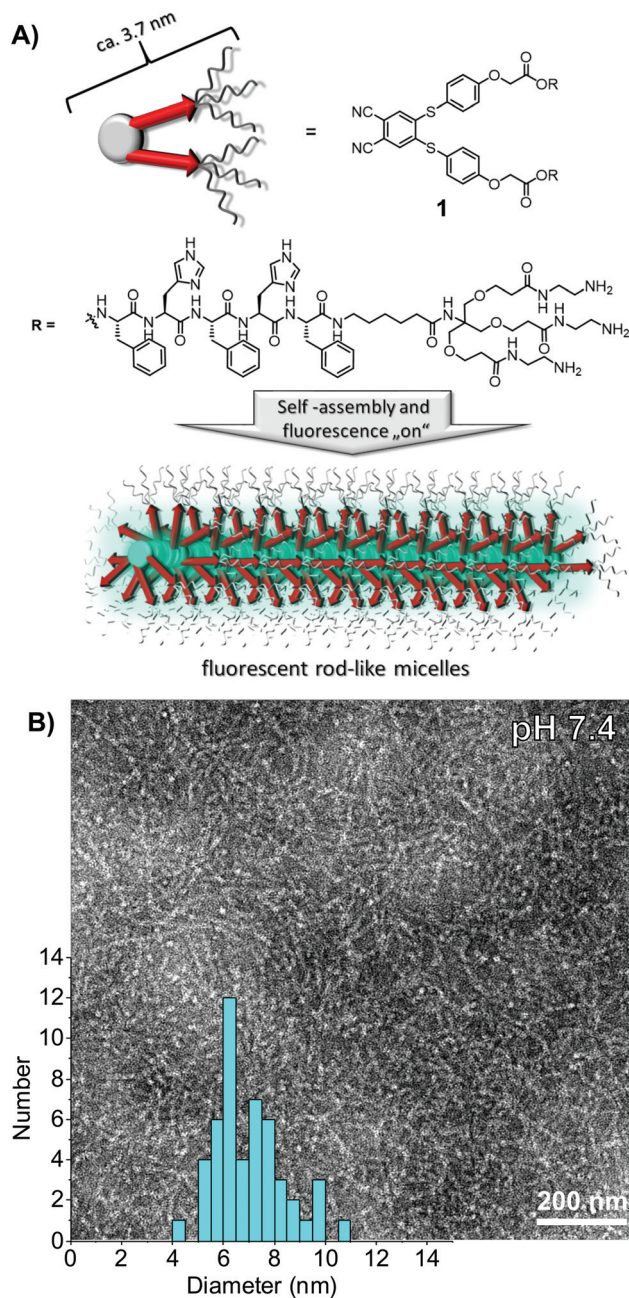 A)
ca. 3.7 nm
=
NC
NC
S
S
O
O
O
O
O
O
R
R
1
R =
HN
N
HN
N
H
N
O
N
H
O
H
N
O
N
H
O
H
N
O
N
H
O
N
H
O
O
O
O
N
H
NH2
O
N
H
NH2
O
N
H
NH2
Self -assembly and
fluorescence „on“
fluorescent rod-like micelles
B)
pH 7.4
14
12
10
8
6
4
2
0
Number
0 2 4 6 8 10 12 14
Diameter (nm)
200 nm